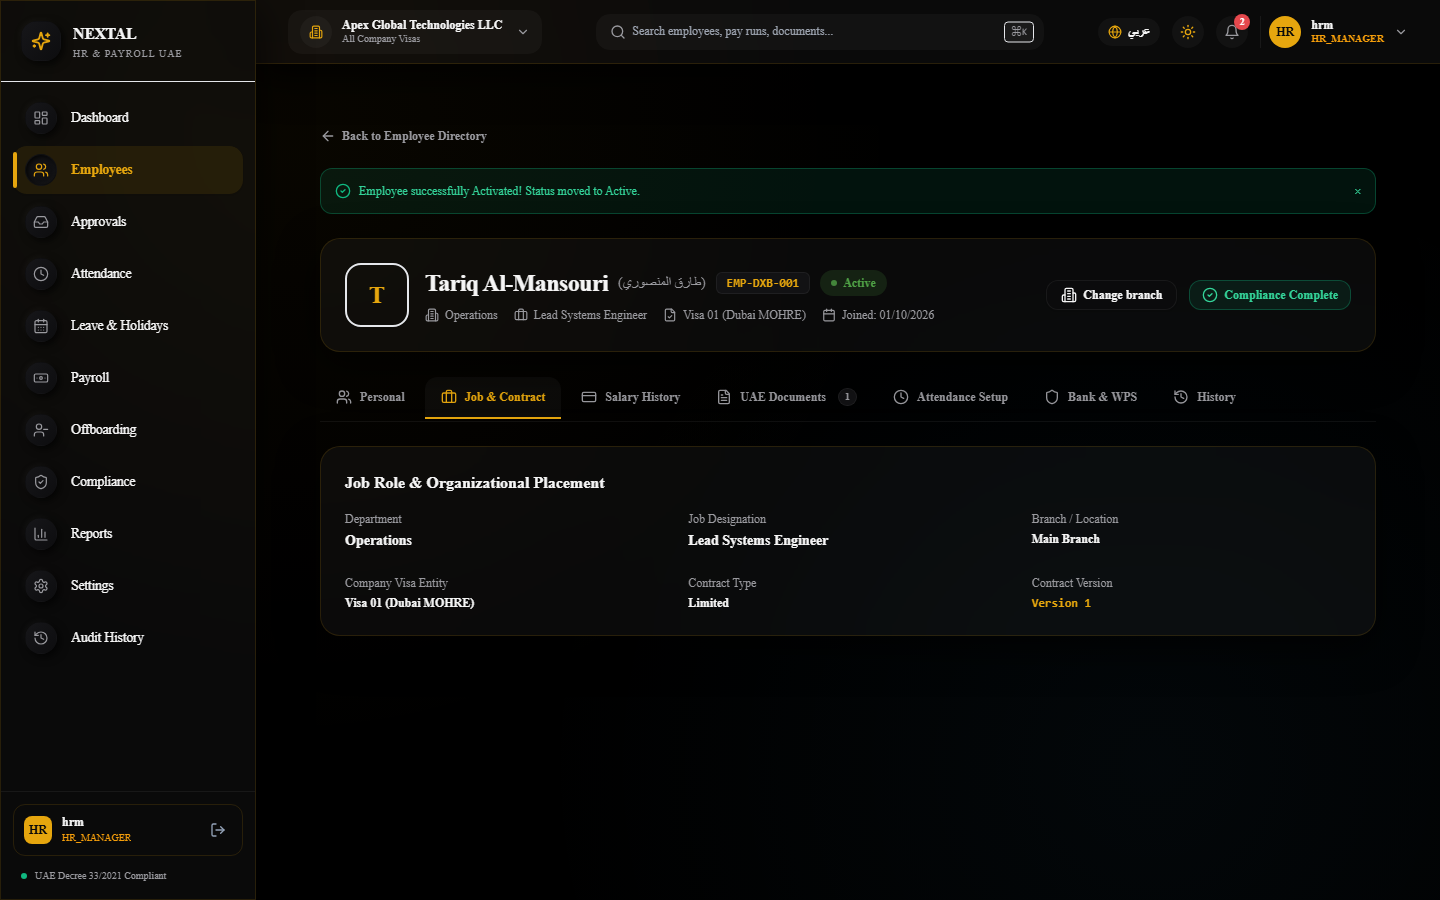 NEXTAL
HR & PAYROLL UAE
Dashboard
Employees
Approvals
Attendance
Leave & Holidays
Payroll
Offboarding
Compliance
Reports
Settings
Audit History
HR
hrm
HR_MANAGER
UAE Decree 33/2021 Compliant
Apex Global Technologies LLC
All Company Visas
Search employees, pay runs, documents...
⌘K
عربي
2
HR
hrm
HR_MANAGER
Back to Employee Directory
Employee successfully Activated! Status moved to Active.
×
T
Tariq Al-Mansouri (طارق المنصوري) EMP-DXB-001 Active
Operations Lead Systems Engineer Visa 01 (Dubai MOHRE) Joined: 01/10/2026
Change branch
Compliance Complete
Personal Job & Contract Salary History UAE Documents 1 Attendance Setup Bank & WPS History
Job Role & Organizational Placement
Department Job Designation Branch / Location
Operations Lead Systems Engineer Main Branch
Company Visa Entity Contract Type Contract Version
Visa 01 (Dubai MOHRE) Limited Version 1